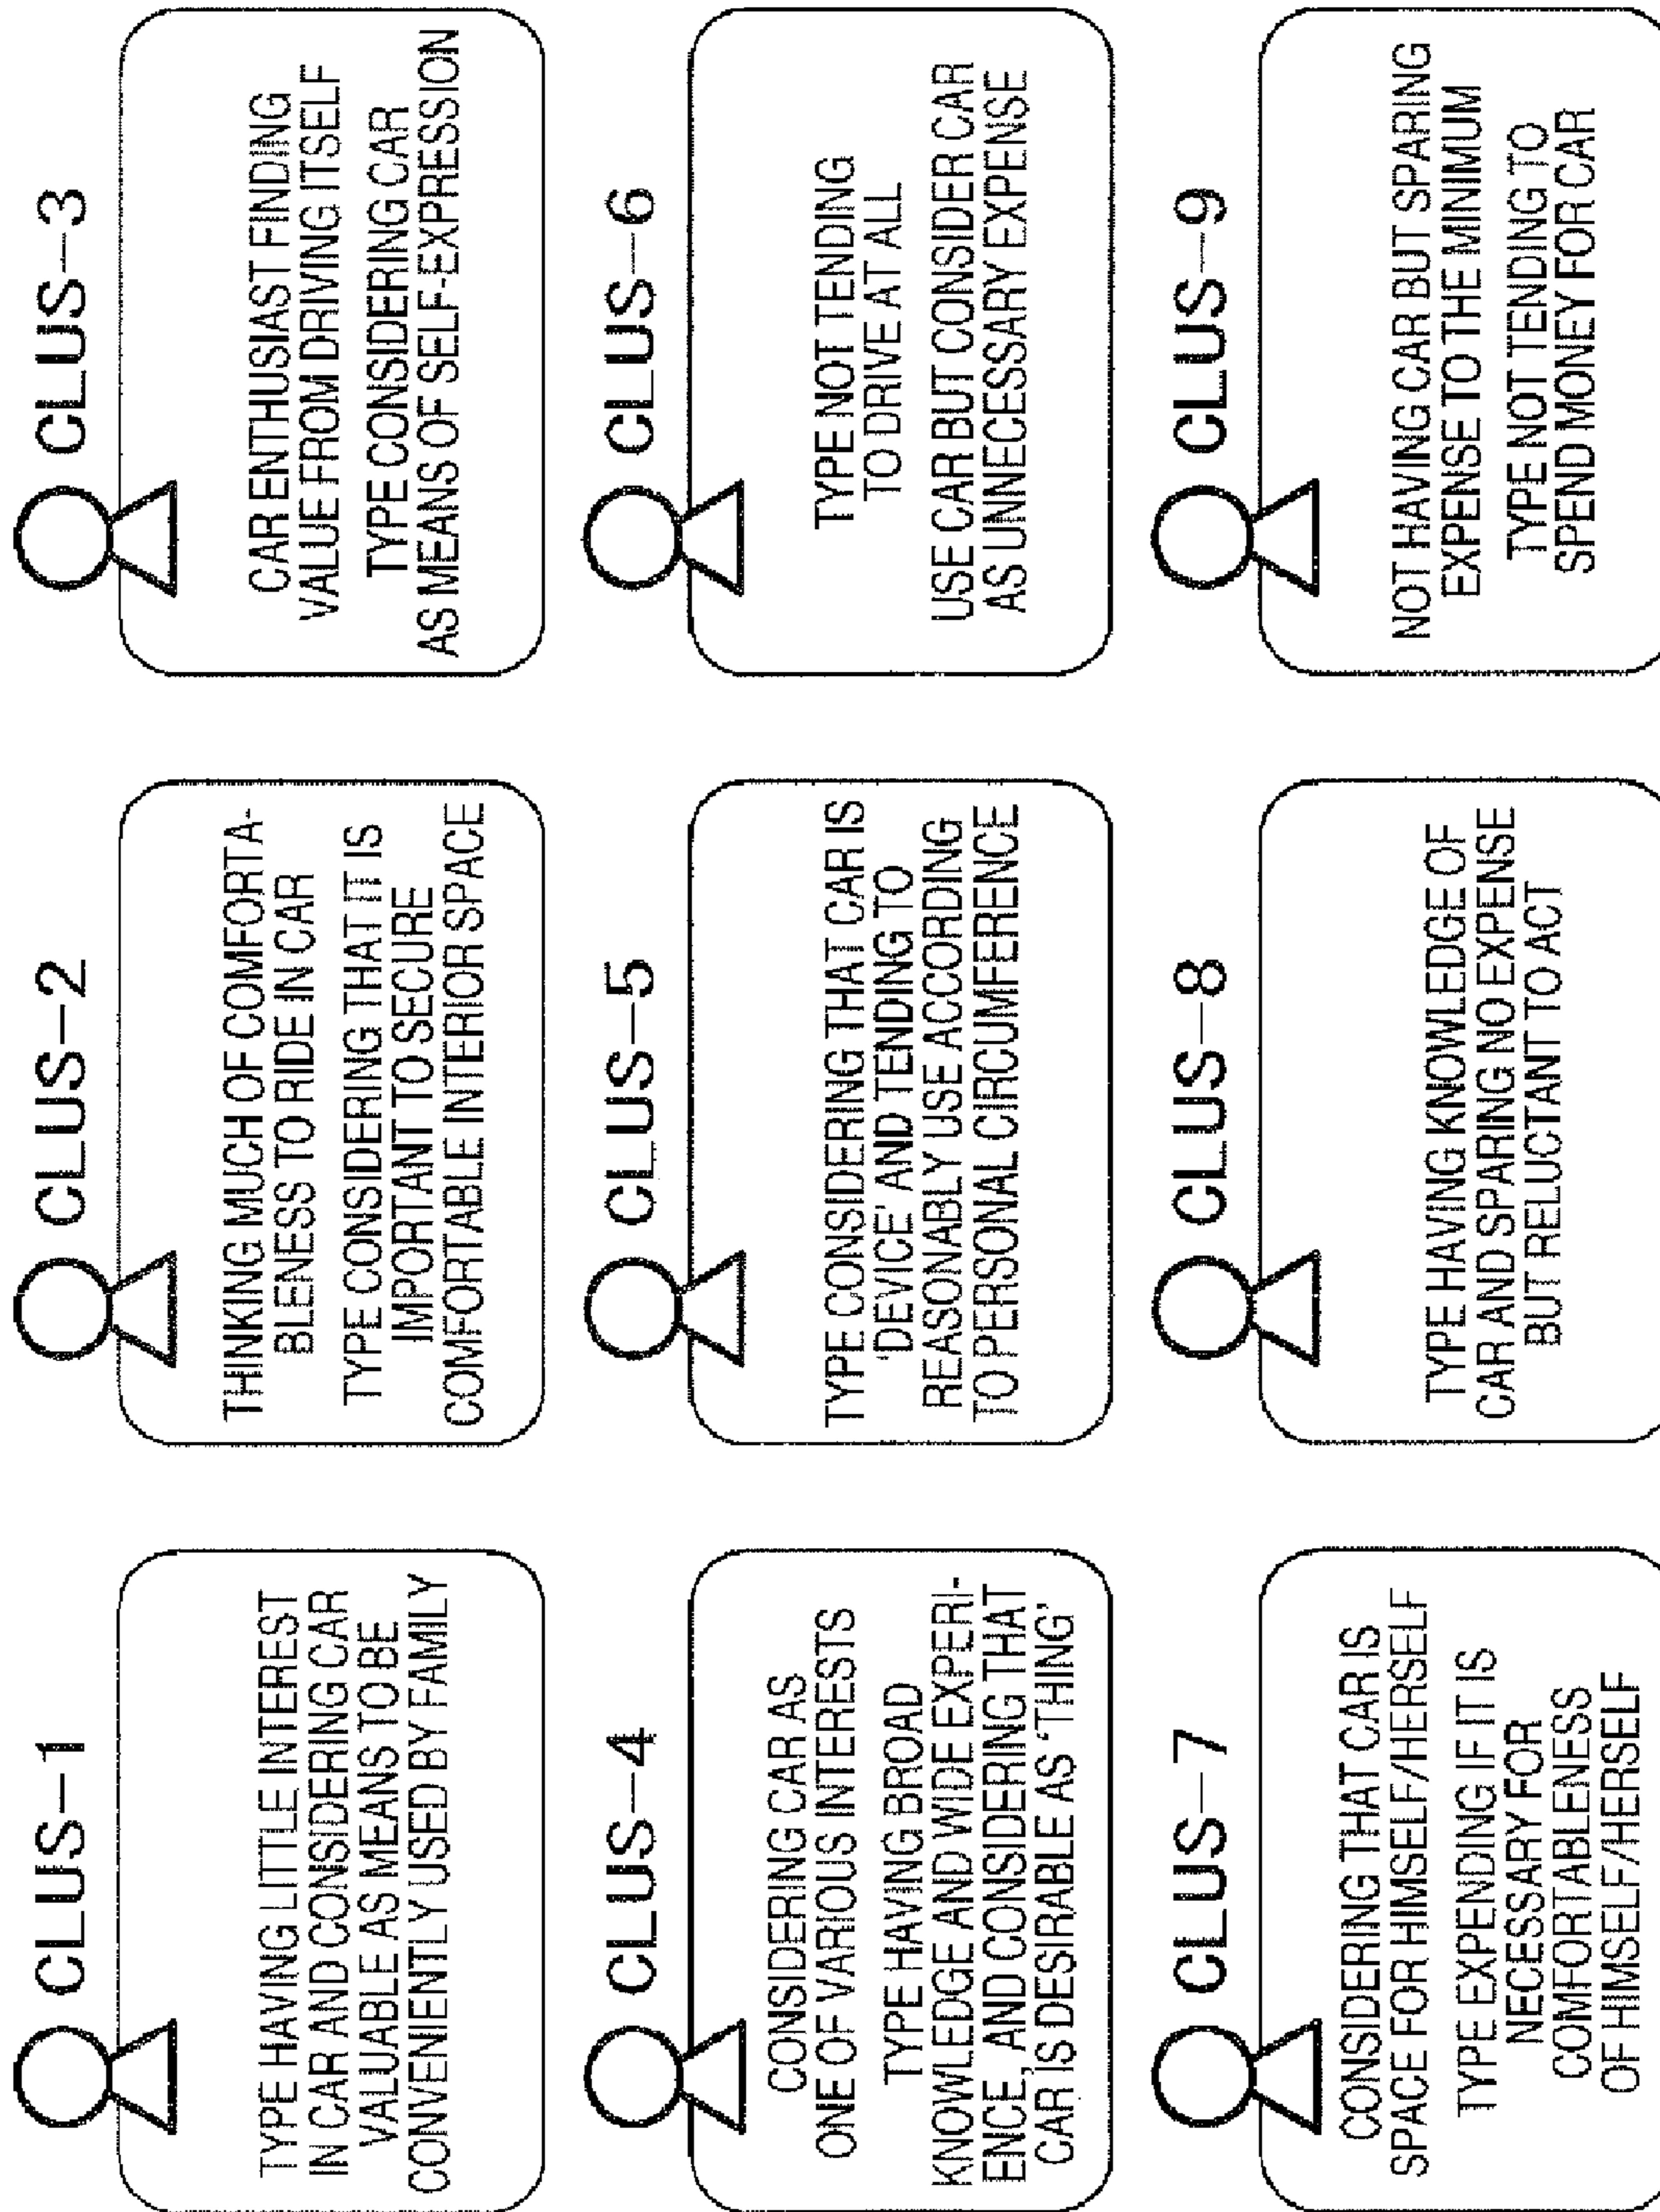 CLUS-1
TYPE HAVING LITTLE INTEREST
IN CAR AND CONSIDERING CAR
VALUABLE AS MEANS TO BE
CONVENIENTLY USED BY FAMILY
CLUS-2
THINKING MUCH OF COMFORTA-
BLENESS TO RIDE IN CAR
TYPE CONSIDERING THAT IT IS
IMPORTANT TO SECURE
COMFORTABLE INTERIOR SPACE
CLUS-3
CAR ENTHUSIAST FINDING
VALUE FROM DRIVING ITSELF
TYPE CONSIDERING CAR
AS MEANS OF SELF-EXPRESSION
CLUS-4
CONSIDERING CAR AS
ONE OF VARIOUS INTERESTS
TYPE HAVING BROAD
KNOWLEDGE AND WIDE EXPERI-
ENCE, AND CONSIDERING THAT
CAR IS DESIRABLE AS 'THING'
CLUS-5
TYPE CONSIDERING THAT CAR IS
'DEVICE' AND TENDING TO
REASONABLY USE ACCORDING
TO PERSONAL CIRCUMFERENCE
CLUS-6
TYPE NOT TENDING
TO DRIVE AT ALL
USE CAR BUT CONSIDER CAR
AS UNNECESSARY EXPENSE
CLUS-7
CONSIDERING THAT CAR IS
SPACE FOR HIMSELF/HERSELF
TYPE EXPENDING IF IT IS
NECESSARY FOR
COMFORTABLENESS
OF HIMSELF/HERSELF
CLUS-8
TYPE HAVING KNOWLEDGE OF
CAR AND SPARING NO EXPENSE
BUT RELUCTANT TO ACT
CLUS-9
NOT HAVING CAR BUT SPARING
EXPENSE TO THE MINIMUM
TYPE NOT TENDING TO
SPEND MONEY FOR CAR